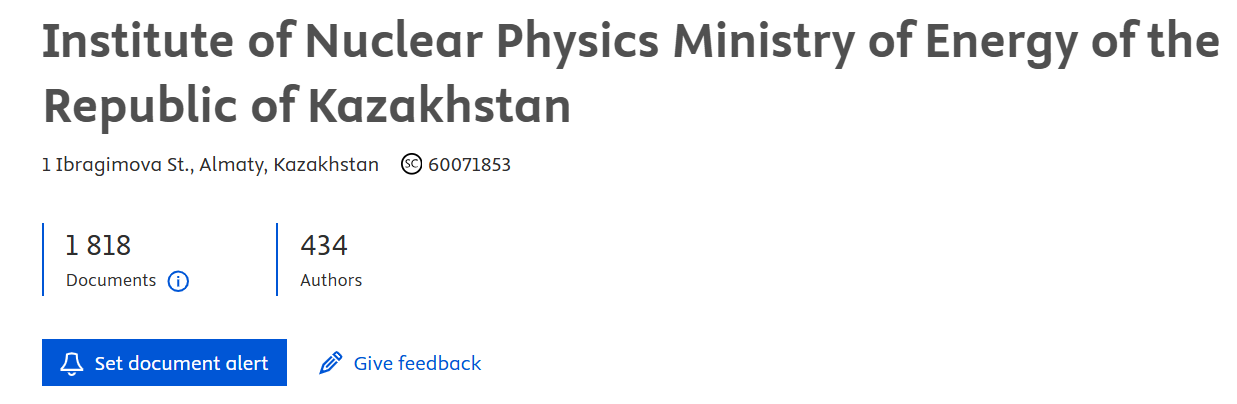 Institute of Nuclear Physics Ministry of Energy of the
Republic of Kazakhstan
1 Ibragimova St., Almaty, Kazakhstan SC 60071853
1 818
Documents i
434
Authors
Set document alert
Give feedback